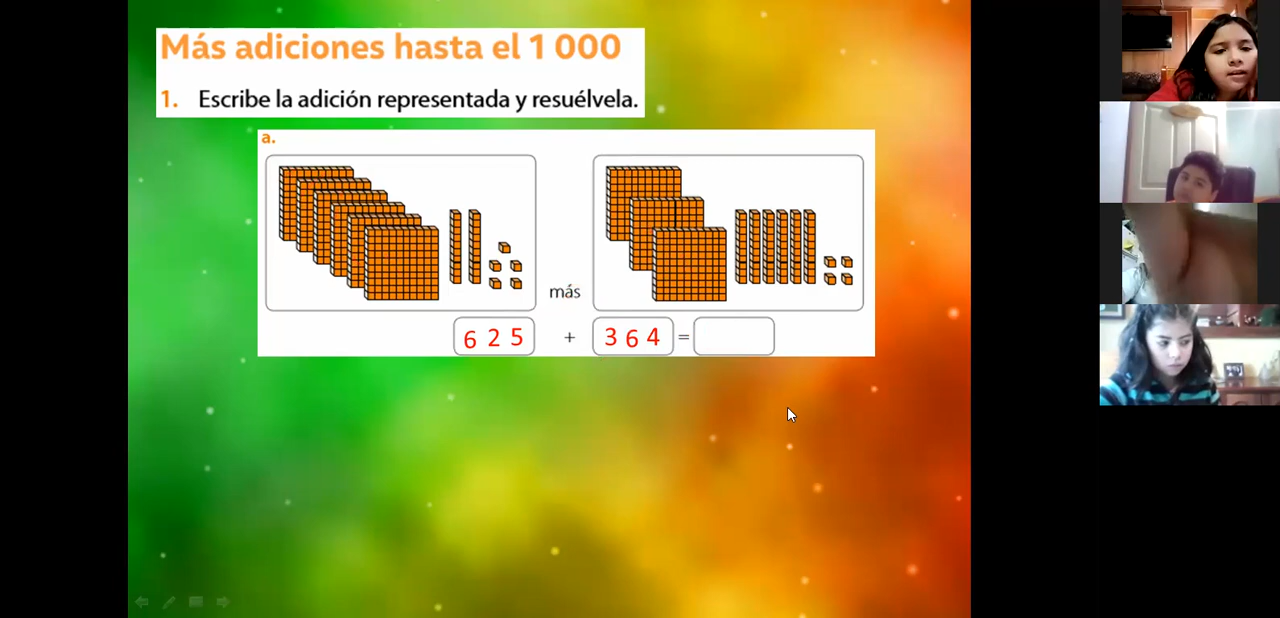 Más adiciones hasta el 1 000
1. Escribe la adición representada y resuélvela.
a.
más
6 2 5 + 3 6 4 =